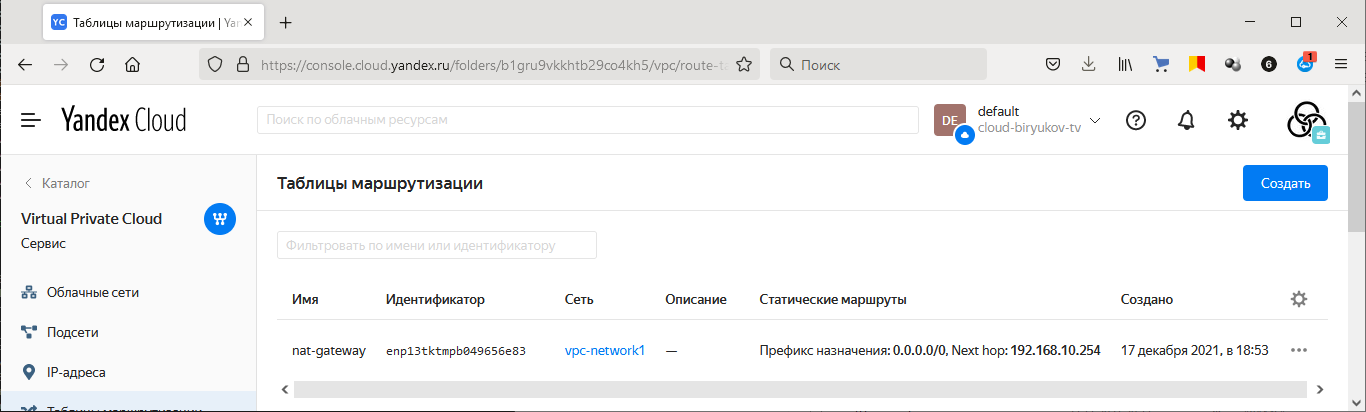 YC Таблицы маршрутизации | Yan
https://console.cloud.yandex.ru/folders/b1gru9vkkhtb29co4kh5/vpc/route-ta Поиск 6 1
Yandex Cloud Поиск по облачным ресурсам DE default
cloud-biryukov-tv
Каталог
Таблицы маршрутизации Создать
Virtual Private Cloud
Сервис
Фильтровать по имени или идентификатору
Облачные сети
Имя Идентификатор Сеть Описание Статические маршруты Создано
Подсети
nat-gateway enp13tktmpb049656e83 vpc-network1 — Префикс назначения: 0.0.0.0/0, Next hop: 192.168.10.254 17 декабря 2021, в 18:53
IP-адреса
Таблицы маршрутизации